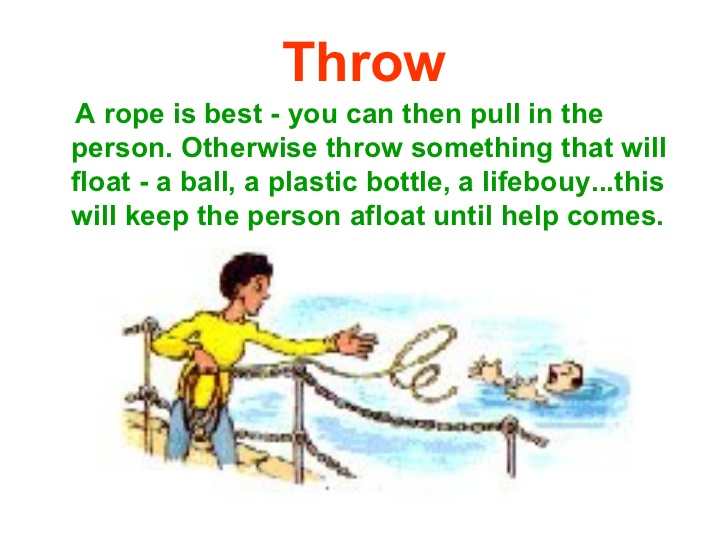 Throw
A rope is best - you can then pull in the
person. Otherwise throw something that will
float - a ball, a plastic bottle, a lifebouy...this
will keep the person afloat until help comes.